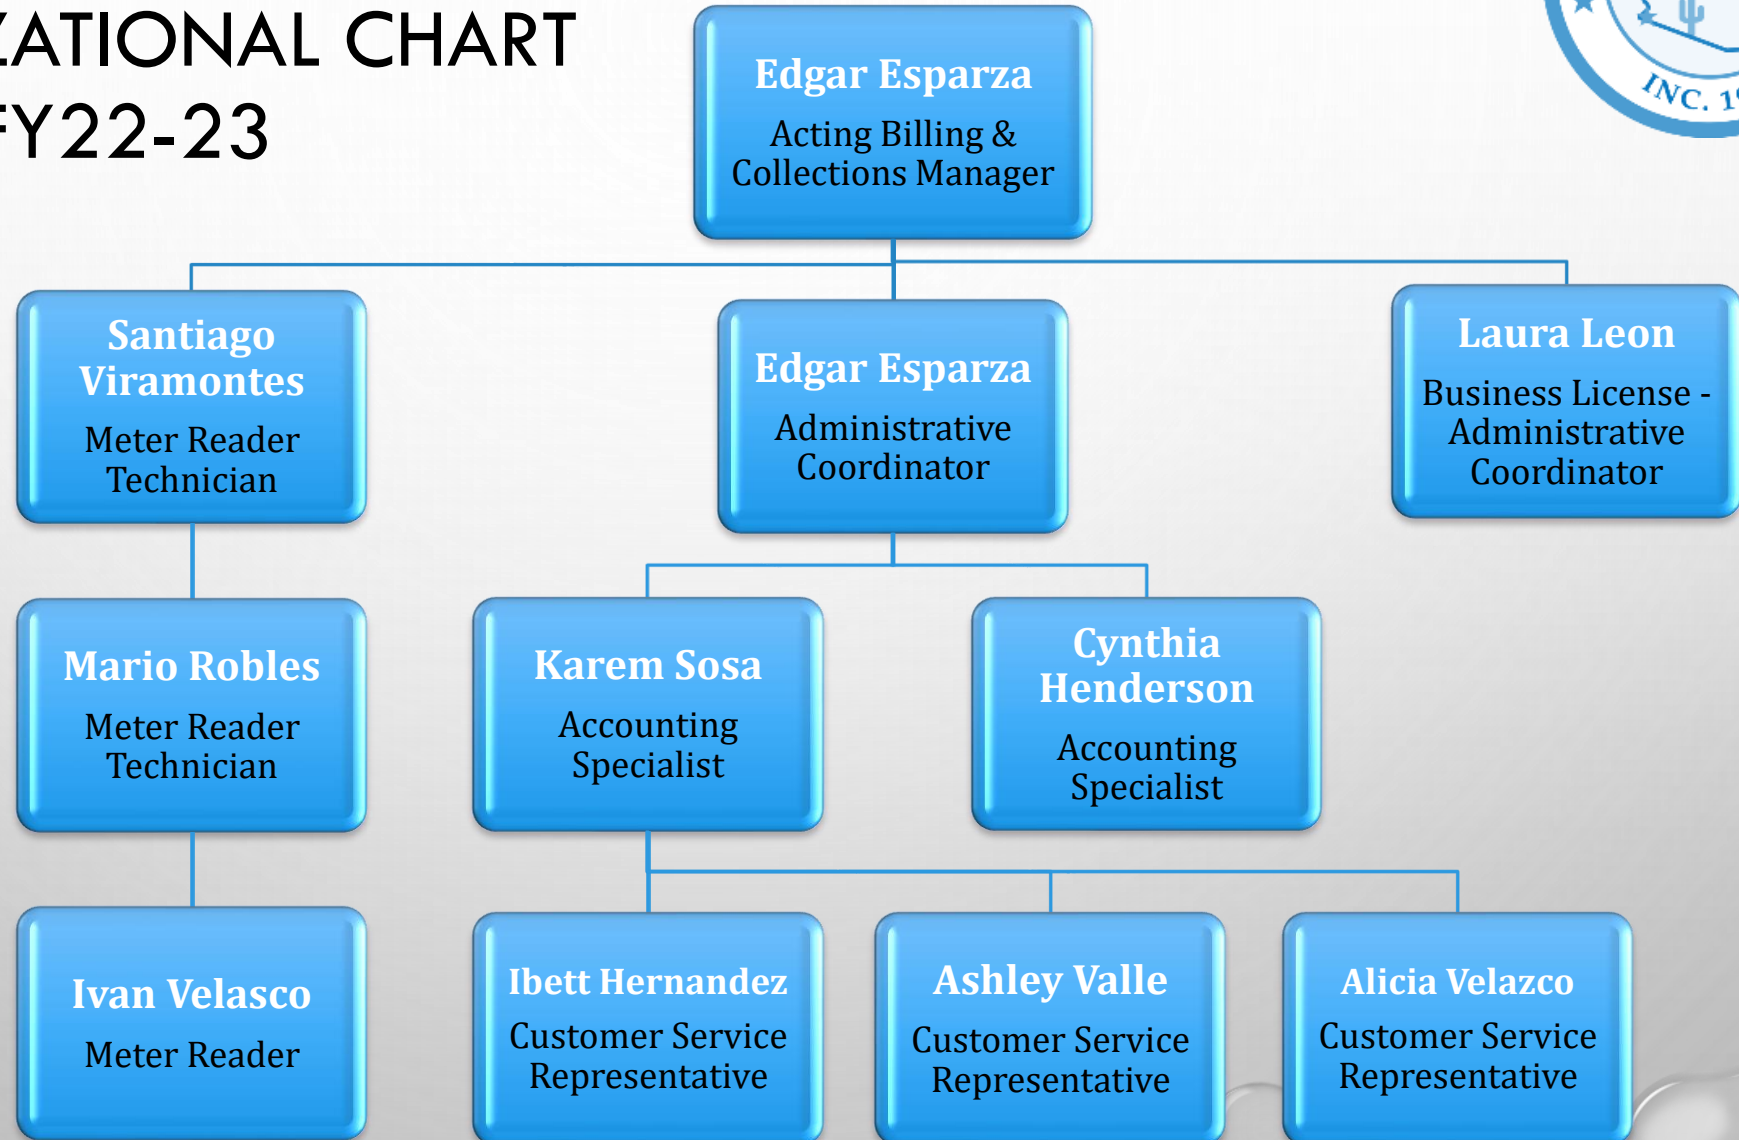 ZATIONAL CHART
FY22-23
INC. 19
Edgar Esparza
Acting Billing &
Collections Manager
Santiago
Viramontes
Meter Reader
Technician
Edgar Esparza
Administrative
Coordinator
Laura Leon
Business License -
Administrative
Coordinator
Mario Robles
Meter Reader
Technician
Karem Sosa
Accounting
Specialist
Cynthia
Henderson
Accounting
Specialist
Ivan Velasco
Meter Reader
Ibett Hernandez
Customer Service
Representative
Ashley Valle
Customer Service
Representative
Alicia Velazco
Customer Service
Representative